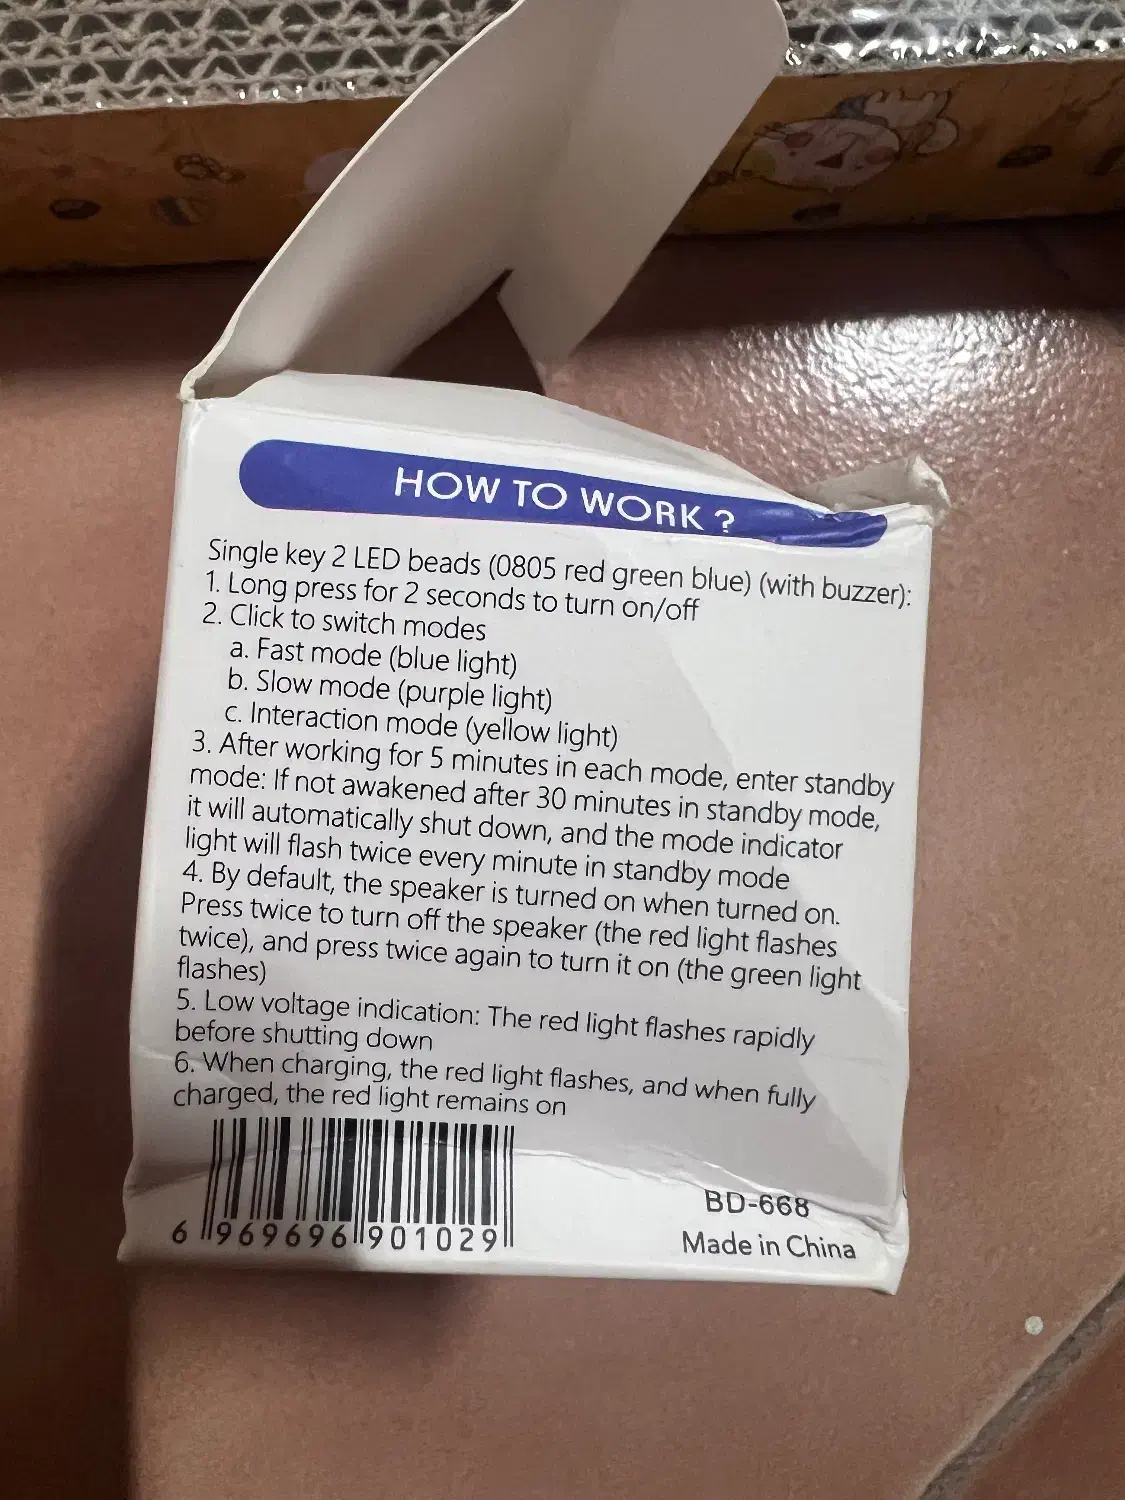 HOW TO WORK ?
Single key 2 LED beads (0805 red green blue) (with buzzer):
1. Long press for 2 seconds to turn on/off
2. Click to switch modes
a. Fast mode (blue light)
b. Slow mode (purple light)
c. Interaction mode (yellow light)
3. After working for 5 minutes in each mode, enter standby
mode: If not awakened after 30 minutes in standby mode,
it will automatically shut down, and the mode indicator
light will flash twice every minute in standby mode
4. By default, the speaker is turned on when turned on.
Press twice to turn off the speaker (the red light flashes
twice), and press twice again to turn it on (the green light
flashes)
5. Low voltage indication: The red light flashes rapidly
before shutting down
6. When charging, the red light flashes, and when fully
charged, the red light remains on
6 969696 901029
BD-668
Made in China